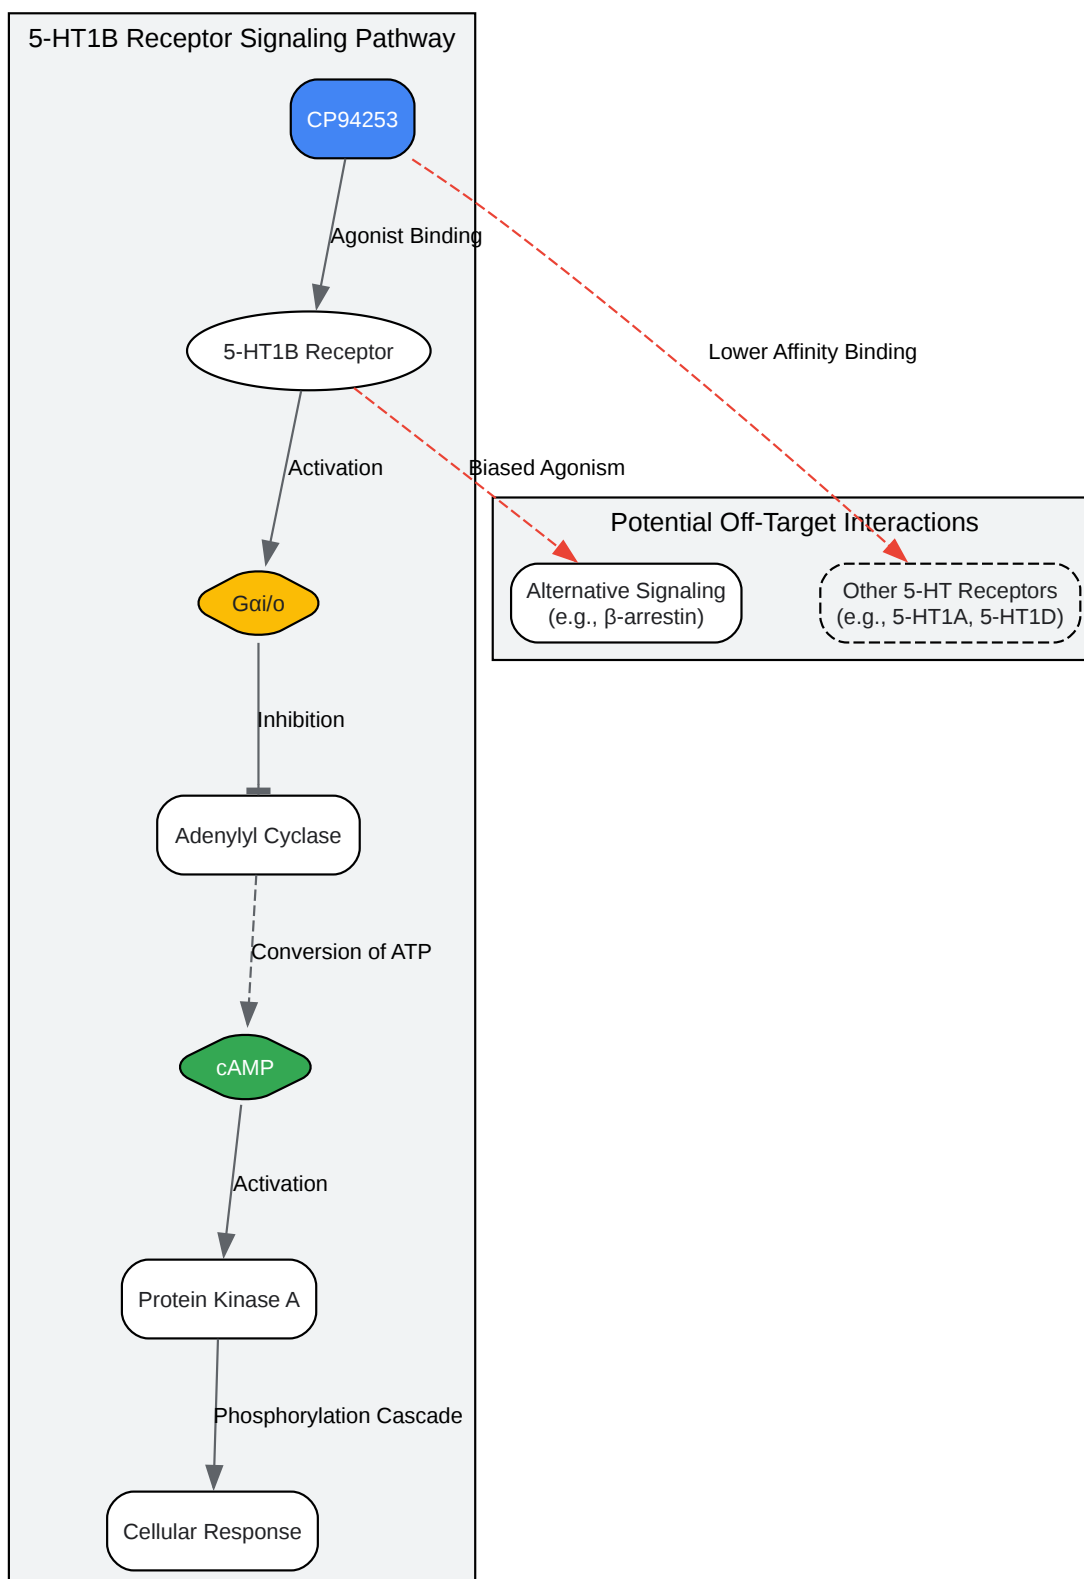 5-HT1B Receptor Signaling Pathway
CP94253
Agonist Binding
5-HT1B Receptor
Lower Affinity Binding
Activation
Biased Agonism
Potential Off-Target Interactions
Alternative Signaling
(e.g., β-arrestin)
Other 5-HT Receptors
(e.g., 5-HT1A, 5-HT1D)
Gαi/o
Inhibition
Adenylyl Cyclase
Conversion of ATP
cAMP
Activation
Protein Kinase A
Phosphorylation Cascade
Cellular Response